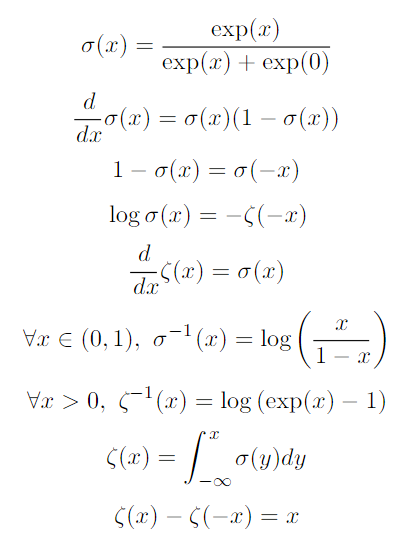 σ(x) = exp(x) / (exp(x) + exp(0))
d/dx σ(x) = σ(x)(1 − σ(x))
1 − σ(x) = σ(−x)
log σ(x) = −ζ(−x)
d/dx ζ(x) = σ(x)
∀x ∈ (0, 1), σ⁻¹(x) = log (x / (1 − x))
∀x > 0, ζ⁻¹(x) = log (exp(x) − 1)
ζ(x) = ∫_{−∞}^{x} σ(y)dy
ζ(x) − ζ(−x) = x